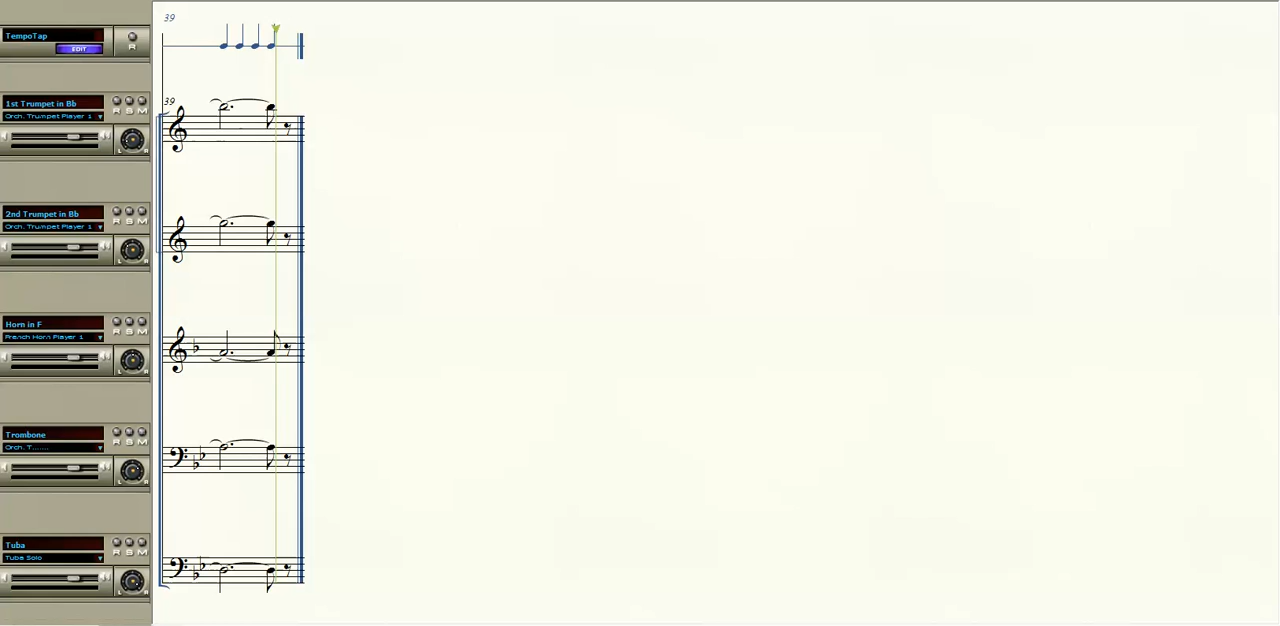 39
TempoTap
EDIT
R
39
1st Trumpet in Bb
R S M
Orch. Trumpet Player 1
L R
2nd Trumpet in Bb
R S M
Orch. Trumpet Player 1
L R
Horn in F
R S M
French Horn Player 1
L R
Trombone
R S M
Orch. T.......
L R
Tuba
R S M
Tuba Solo
L R